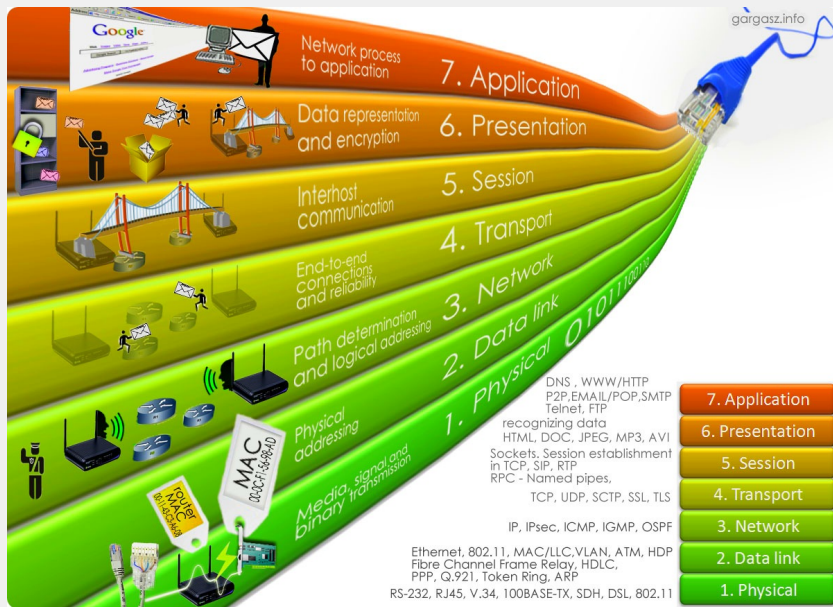 gargasz.info
Google
Network process
to application
7. Application
Data representation
and encryption
6. Presentation
Interhost
communication
5. Session
End-to-end
connections
and reliability
4. Transport
Path determination
and logical addressing
3. Network
Physical
addressing
2. Data link
Media, signal and
binary transmission
1. Physical
MAC
router
MAC
DNS , WWW/HTTP
P2P,EMAIL/POP,SMTP
Telnet, FTP
7. Application
recognizing data
HTML, DOC, JPEG, MP3, AVI
6. Presentation
Sockets. Session establishment
in TCP, SIP, RTP
RPC - Named pipes,
5. Session
TCP, UDP, SCTP, SSL, TLS
4. Transport
IP, IPsec, ICMP, IGMP, OSPF
3. Network
Ethernet, 802.11, MAC/LLC,VLAN, ATM, HDP
Fibre Channel Frame Relay, HDLC,
PPP, Q.921, Token Ring, ARP
2. Data link
RS-232, RJ45, V.34, 100BASE-TX, SDH, DSL, 802.11
1. Physical